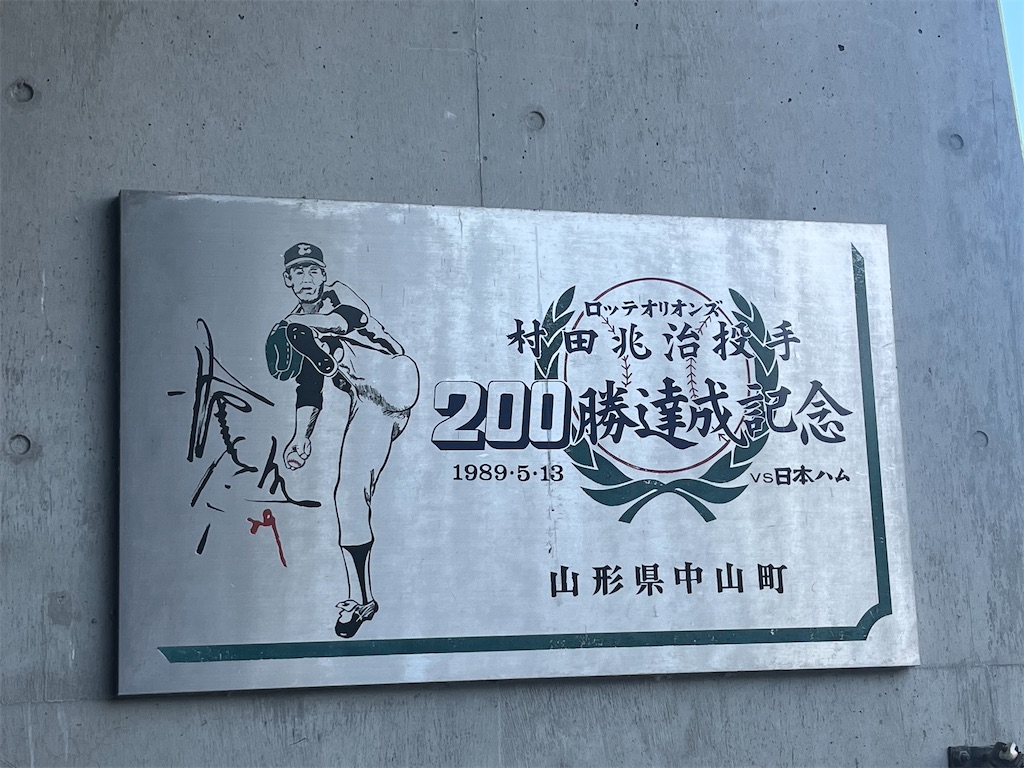 ロッテオリオンズ
村田兆治投手
200勝達成記念
1989・5・13 vs日本ハム
山形県中山町